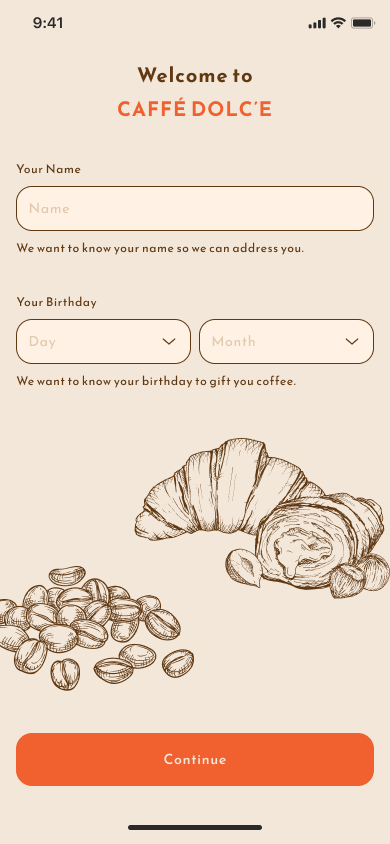 9:41
Welcome to
CAFFÉ DOLC’E
Your Name
Name
We want to know your name so we can address you.
Your Birthday
Day
Month
We want to know your birthday to gift you coffee.
Continue